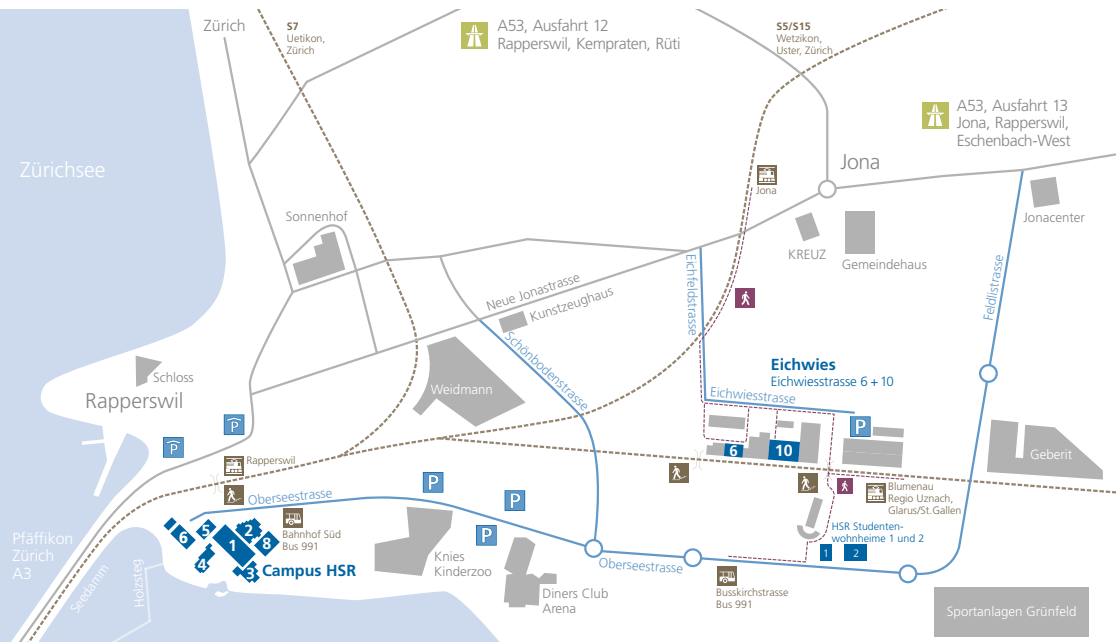 Zürich
S7
Uetikon,
Zürich
A53, Ausfahrt 12
Rapperswil, Kempraten, Rüti
S5/S15
Wetzikon,
Uster, Zürich
A53, Ausfahrt 13
Jona, Rapperswil,
Eschenbach-West
Zürichsee
Jona
Jona
Jonacenter
Sonnenhof
KREUZ
Gemeindehaus
Neue Jonastrasse
Kunstzeughaus
Eichfeldstrasse
Feldlistrasse
Schönbodenstrasse
Schloss
Rapperswil
Weidmann
Eichwies
Eichwiesstrasse 6 + 10
Eichwiesstrasse
P
P
P
6
10
Geberit
Rapperswil
P
P
P
Oberseestrasse
Blumenau
Regio Uznach,
Glarus/St.Gallen
HSR Studenten-
wohnheime 1 und 2
1
2
Bahnhof Süd
Bus 991
6
5
2
1
8
4
3
Campus HSR
Knies
Kinderzoo
Diners Club
Arena
Oberseestrasse
Busskirchstrasse
Bus 991
Pfäffikon
Zürich
A3
Seedamm
Holzsteg
Sportanlagen Grünfeld